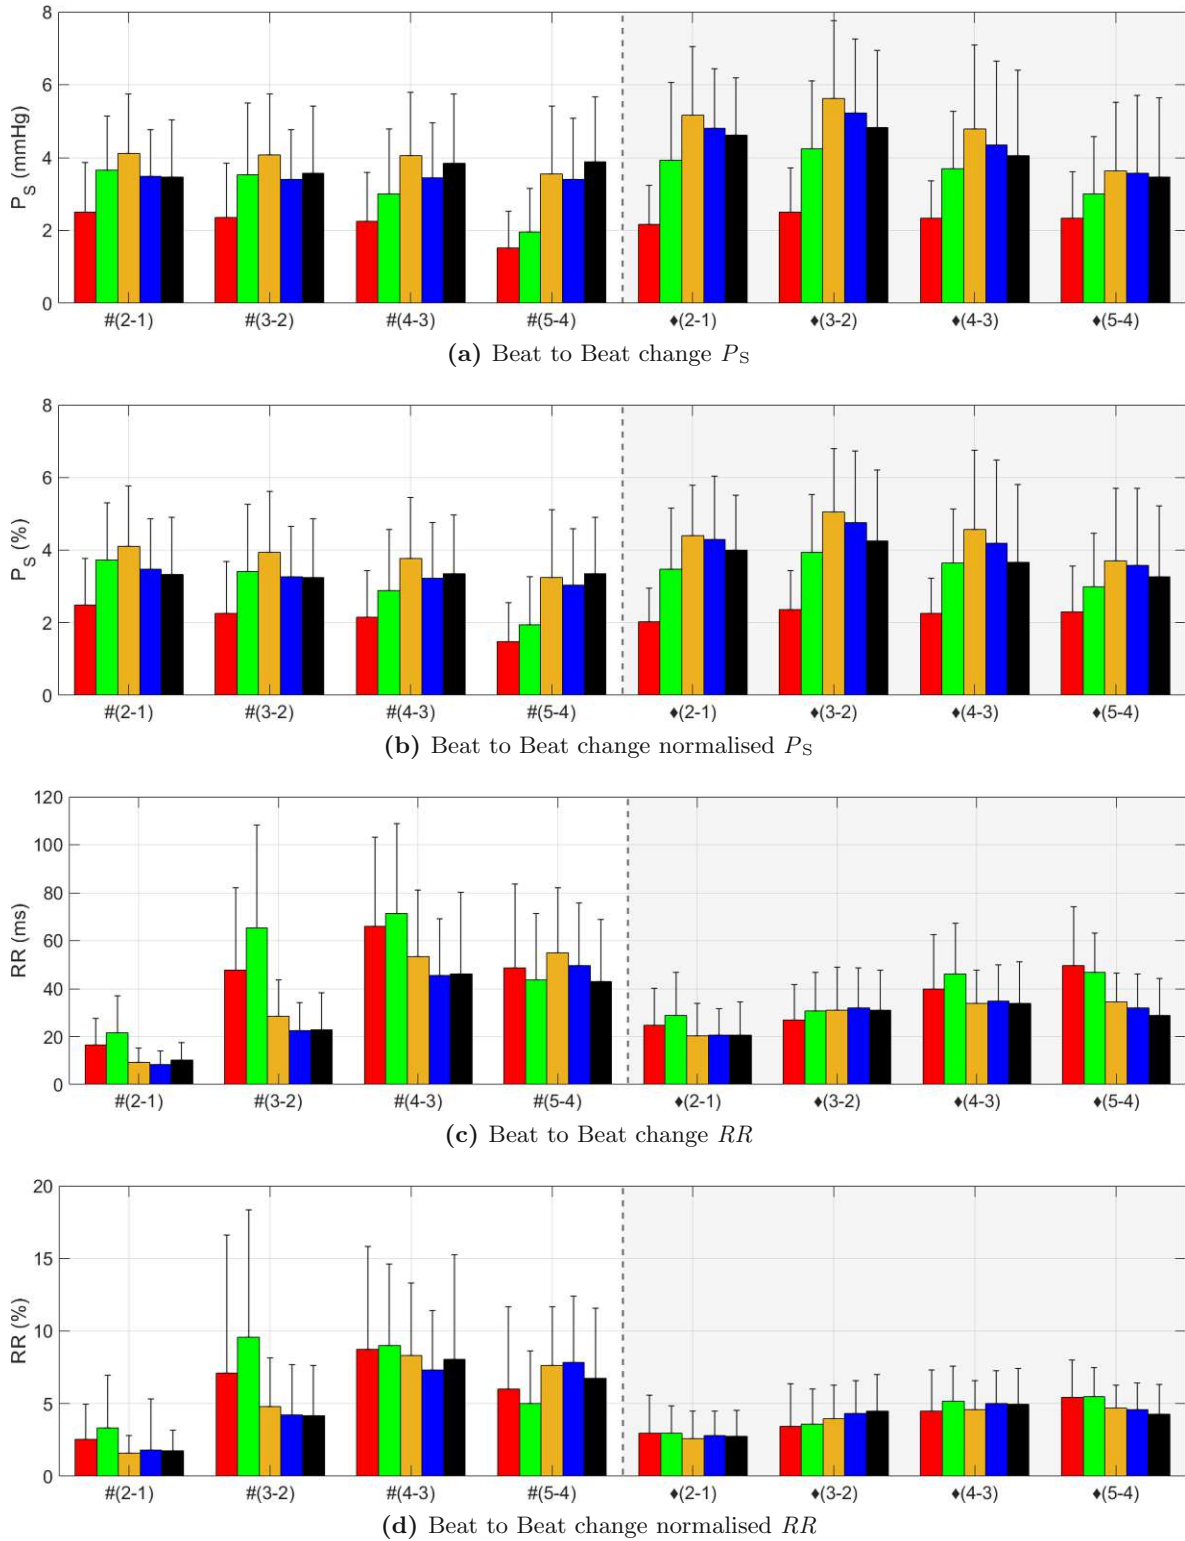 8
6
4
2
0
P_S (mmHg)
#(2-1) #(3-2) #(4-3) #(5-4) ♦(2-1) ♦(3-2) ♦(4-3) ♦(5-4)
(a) Beat to Beat change P_S
8
6
4
2
0
P_S (%)
#(2-1) #(3-2) #(4-3) #(5-4) ♦(2-1) ♦(3-2) ♦(4-3) ♦(5-4)
(b) Beat to Beat change normalised P_S
120
100
80
60
40
20
0
RR (ms)
#(2-1) #(3-2) #(4-3) #(5-4) ♦(2-1) ♦(3-2) ♦(4-3) ♦(5-4)
(c) Beat to Beat change RR
20
15
10
5
0
RR (%)
#(2-1) #(3-2) #(4-3) #(5-4) ♦(2-1) ♦(3-2) ♦(4-3) ♦(5-4)
(d) Beat to Beat change normalised RR